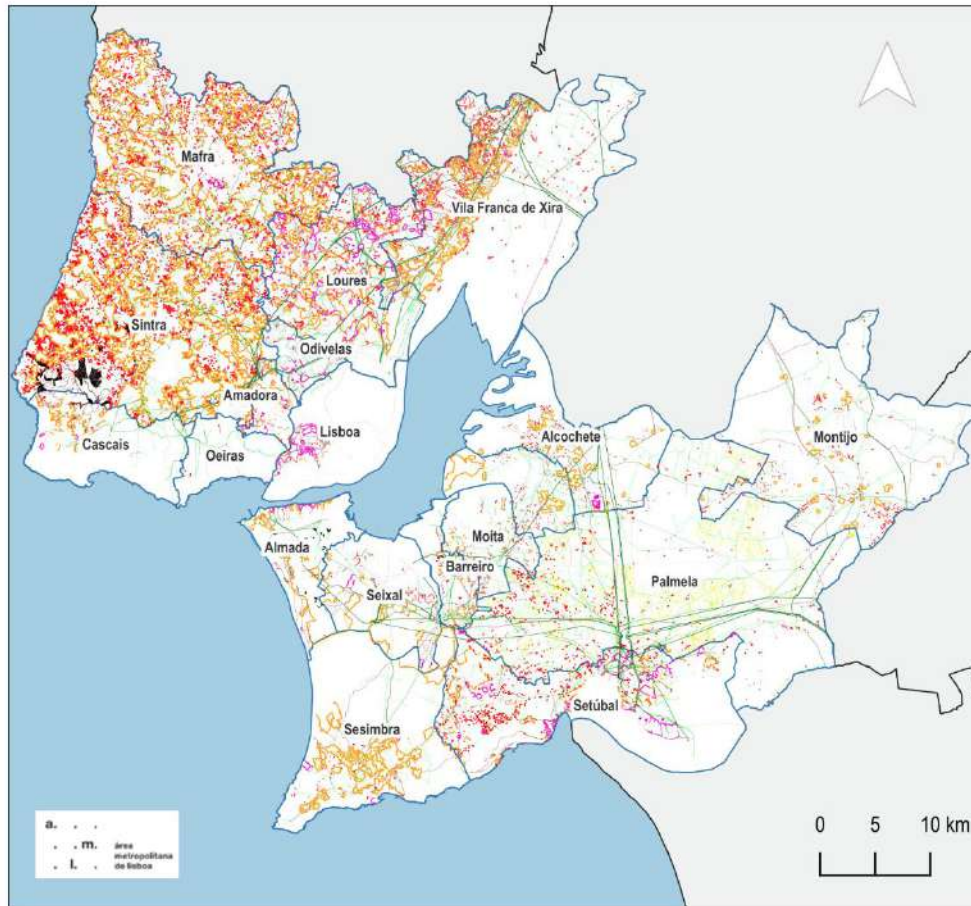 Mafra
Vila Franca de Xira
Loures
Sintra
Odivelas
Amadora
Cascais
Oeiras
Lisboa
Alcochete
Montijo
Moita
Almada
Barreiro
Seixal
Palmela
Setúbal
Sesimbra
a.
m. área
metropolitana
l. de lisboa
0 5 10 km